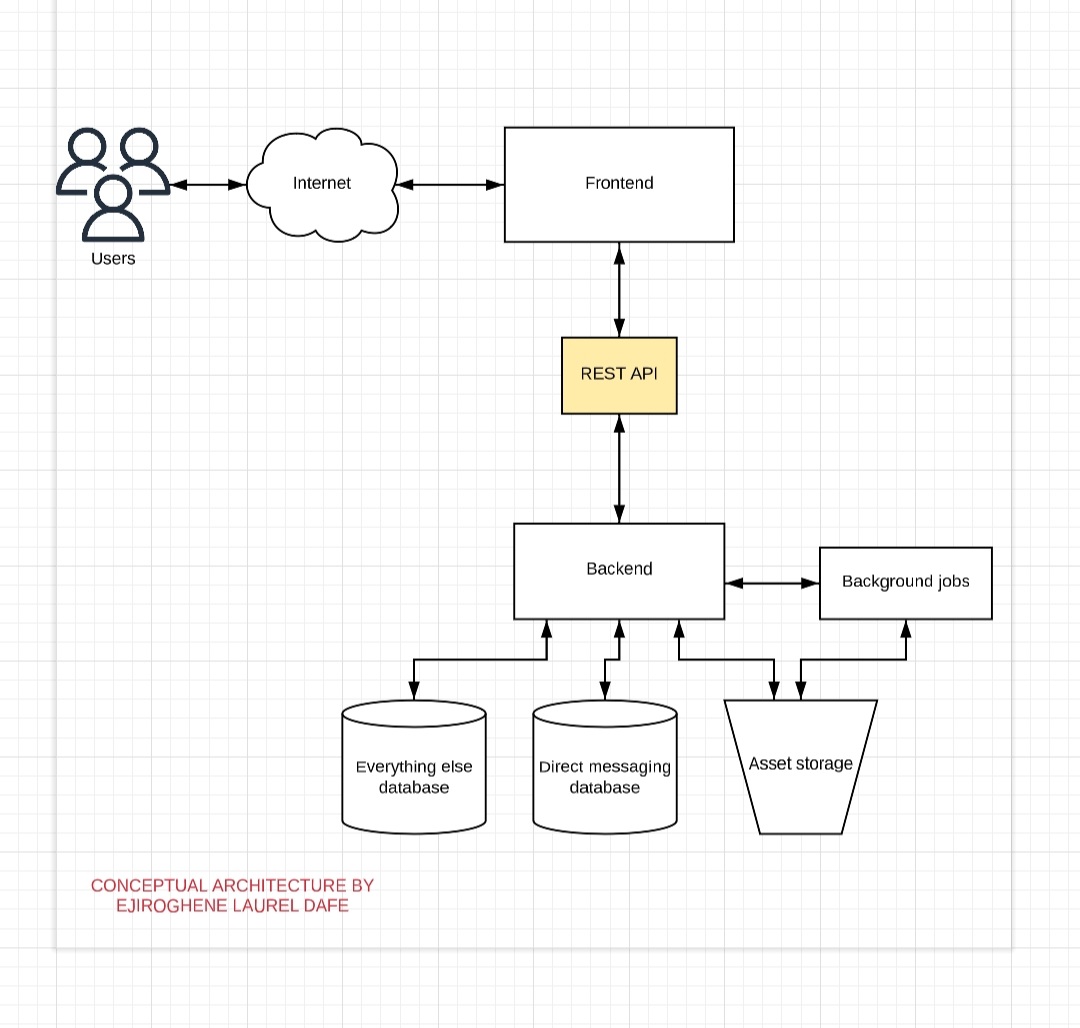 Internet
Frontend
Users
REST API
Backend
Background jobs
Everything else
database
Direct messaging
database
Asset storage
CONCEPTUAL ARCHITECTURE BY
EJIROGHENE LAUREL DAFE